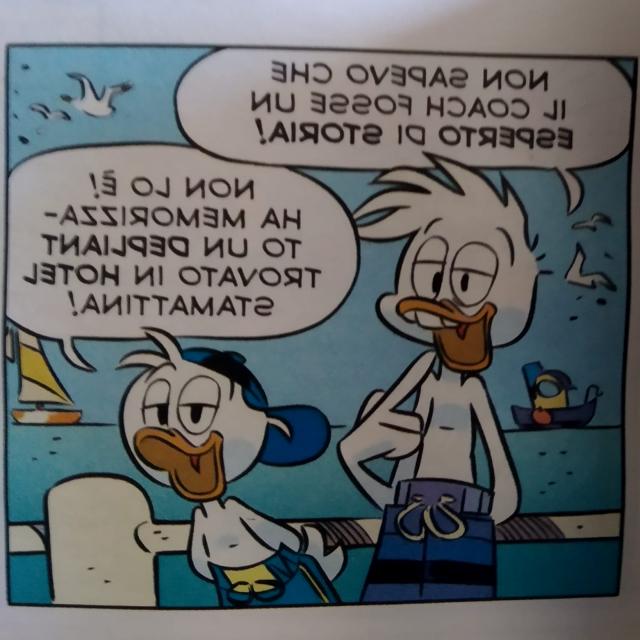 NON SAPEVO CHE
IL COACH FOSSE UN
ESPERTO DI STORIA!
NON LO È!
HA MEMORIZZA-
TO UN DEPLIANT
TROVATO IN HOTEL
STAMATTINA!